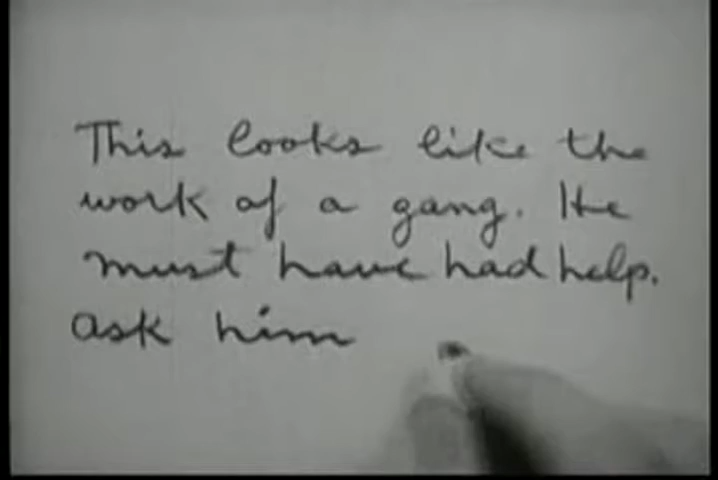 This looks like the
work of a gang. He
must have had help.
Ask him